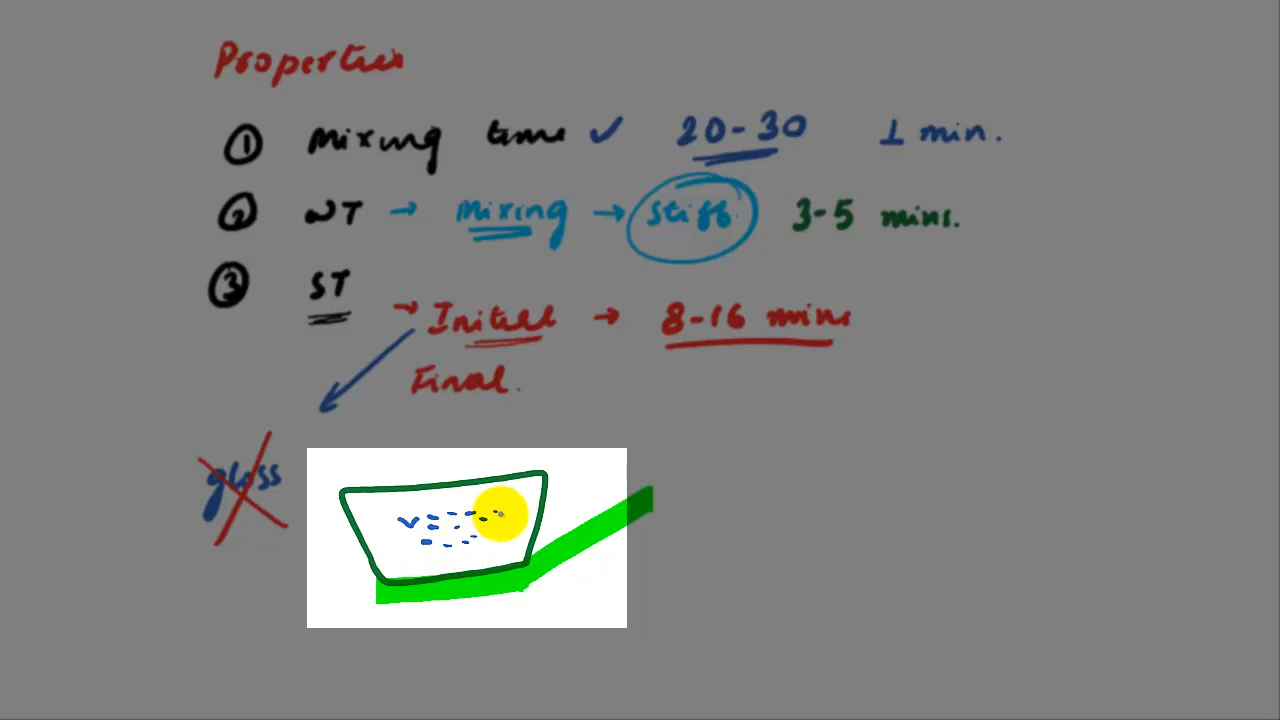 Properties
① Mixing time ✓ 20-30 1 min.
② WT → Mixing → stiff 3-5 mins.
③ ST
→ Initial → 8-16 mins
Final.
gloss